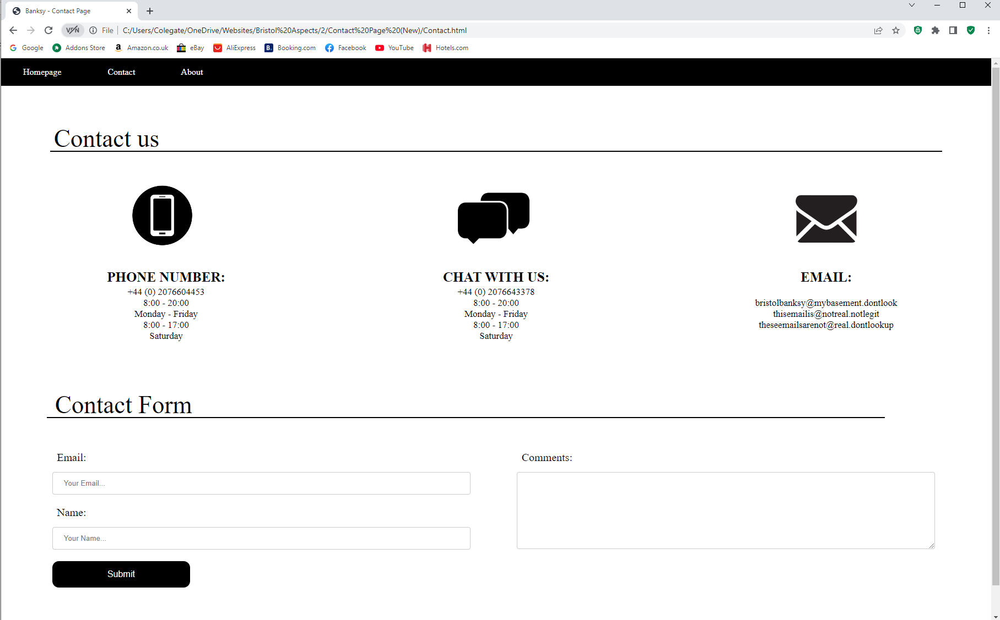 Banksy - Contact Page
VPN File C:/Users/Colegate/OneDrive/Websites/Bristol%20Aspects/2/Contact%20Page%20(New)/Contact.html
Google Addons Store Amazon.co.uk eBay AliExpress Booking.com Facebook YouTube Hotels.com
Homepage Contact About
Contact us
PHONE NUMBER:
+44 (0) 2076604453
8:00 - 20:00
Monday - Friday
8:00 - 17:00
Saturday
CHAT WITH US:
+44 (0) 2076643378
8:00 - 20:00
Monday - Friday
8:00 - 17:00
Saturday
EMAIL:
bristolbanksy@mybasement.dontlook
thisemailis@notreal.notlegit
theseemailsarenot@real.dontlookup
Contact Form
Email:
Your Email...
Name:
Your Name...
Comments:
Submit